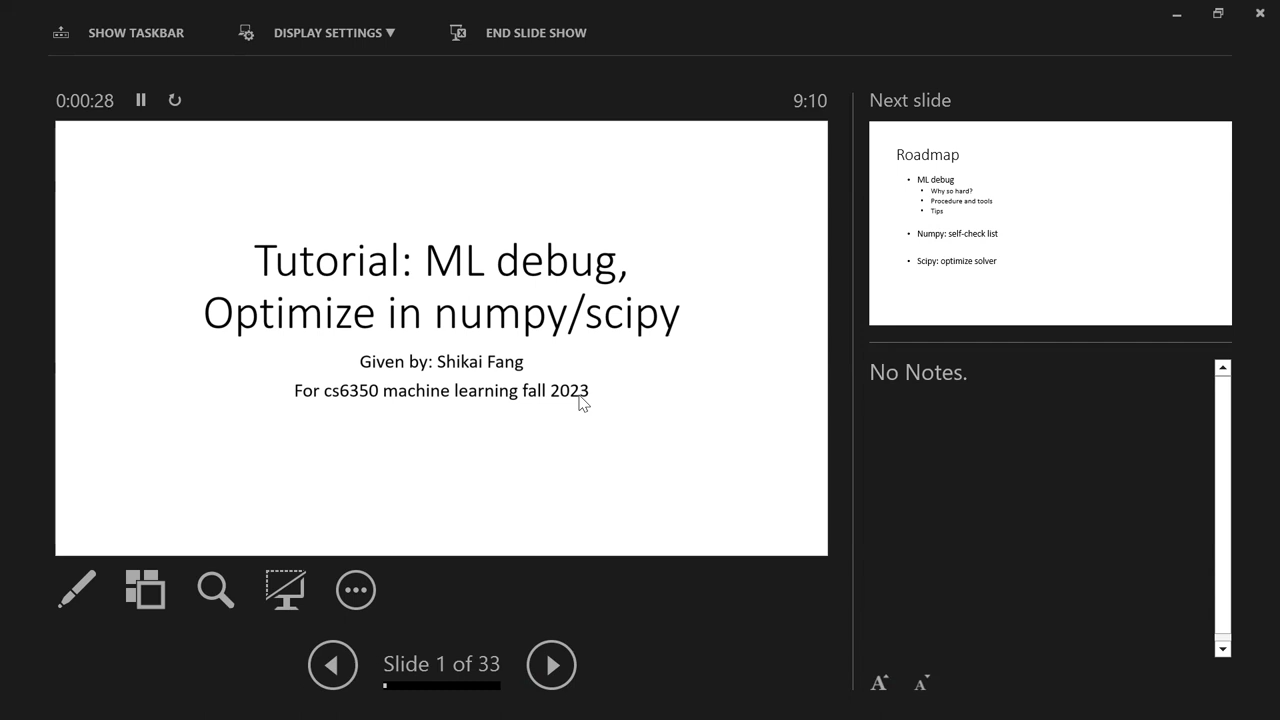 SHOW TASKBAR
DISPLAY SETTINGS ▼
END SLIDE SHOW
0:00:28
9:10
Tutorial: ML debug,
Optimize in numpy/scipy
Given by: Shikai Fang
For cs6350 machine learning fall 2023
Slide 1 of 33
Next slide
Roadmap
• ML debug
• Why so hard?
• Procedure and tools
• Tips
• Numpy: self-check list
• Scipy: optimize solver
No Notes.
A
A